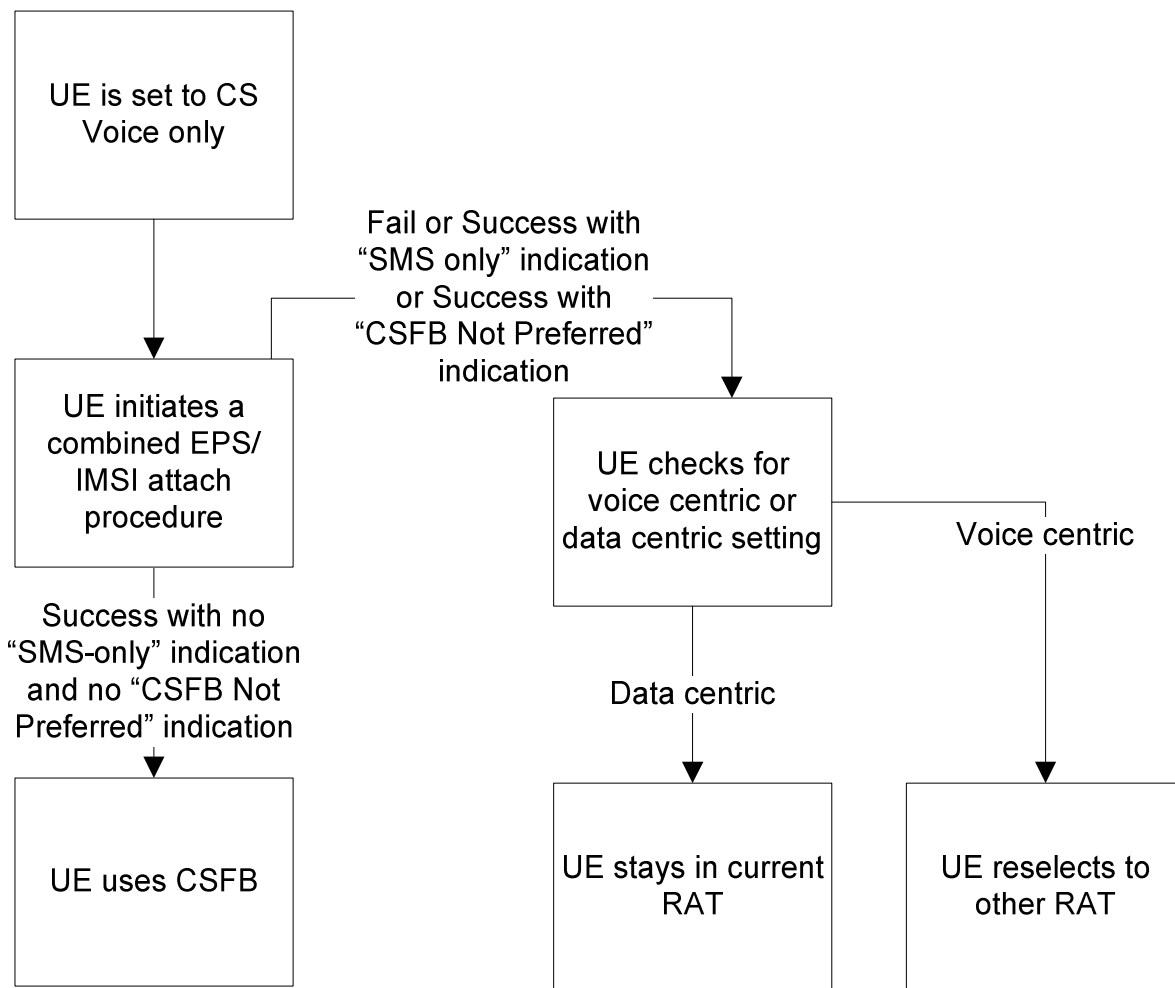 UE is set to CS
Voice only
Fail or Success with
“SMS only” indication
or Success with
“CSFB Not Preferred”
indication
UE initiates a
combined EPS/
IMSI attach
procedure
UE checks for
voice centric or
data centric setting
Voice centric
Success with no
“SMS-only” indication
and no “CSFB Not
Preferred” indication
Data centric
UE uses CSFB
UE stays in current
RAT
UE reselects to
other RAT